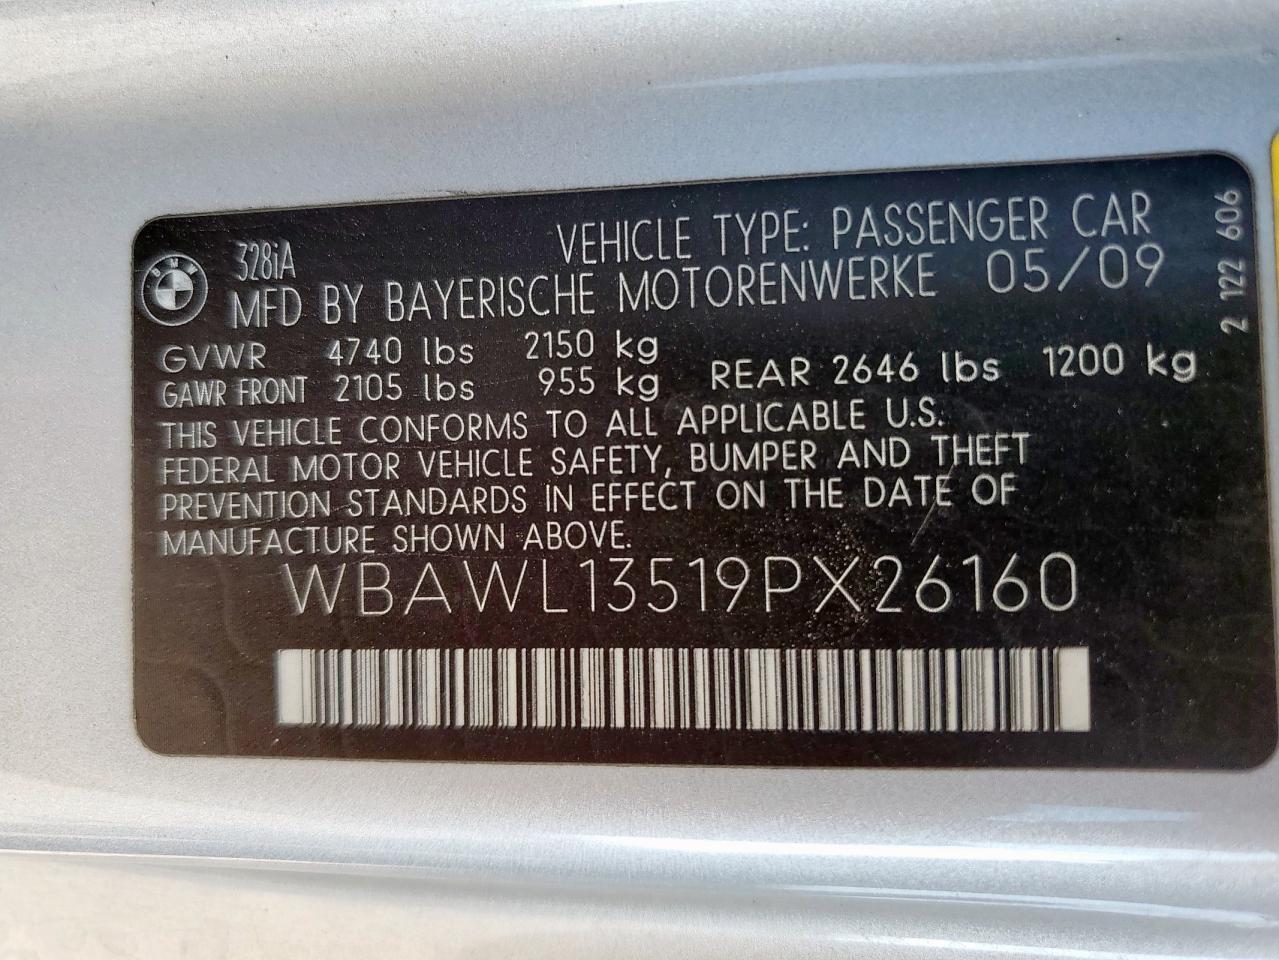 BMW
328iA
VEHICLE TYPE: PASSENGER CAR
MFD BY BAYERISCHE MOTORENWERKE 05/09
GVWR 4740 lbs 2150 kg
GAWR FRONT 2105 lbs 955 kg REAR 2646 lbs 1200 kg
THIS VEHICLE CONFORMS TO ALL APPLICABLE U.S.
FEDERAL MOTOR VEHICLE SAFETY, BUMPER AND THEFT
PREVENTION STANDARDS IN EFFECT ON THE DATE OF
MANUFACTURE SHOWN ABOVE.
WBAWL13519PX26160
2 122 606